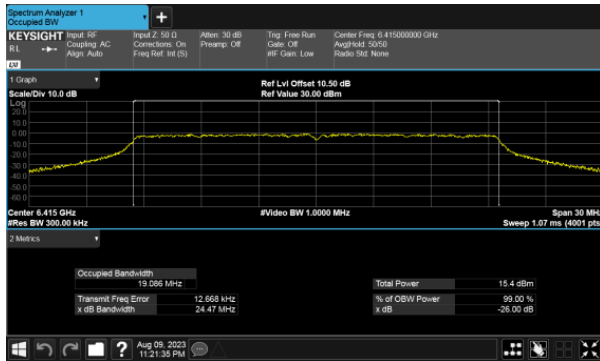 Spectrum Analyzer 1
Occupied BW
KEYSIGHT
RL
Input: RF
Coupling: AC
Align: Auto
Input Z: 50 Ω
Corrections: On
Freq Ref: Int (S)
Atten: 30 dB
Preamp: Off
Trig: Free Run
Gate: Off
#IF Gain: Low
Center Freq: 6.415000000 GHz
Avg|Hold: 50/50
Radio Std: None
LXI
1 Graph
Scale/Div 10.0 dB
Ref Lvl Offset 10.50 dB
Ref Value 30.00 dBm
Log
20.0
10.0
0.00
-10.0
-20.0
-30.0
-40.0
-50.0
-60.0
Center 6.415 GHz
#Res BW 300.00 kHz
#Video BW 1.0000 MHz
Span 30 MHz
Sweep 1.07 ms (4001 pts
2 Metrics
Occupied Bandwidth
19.086 MHz
Transmit Freq Error 12.668 kHz
x dB Bandwidth 24.47 MHz
Total Power 15.4 dBm
% of OBW Power 99.00 %
x dB -26.00 dB
?
Aug 09, 2023
11:21:35 PM